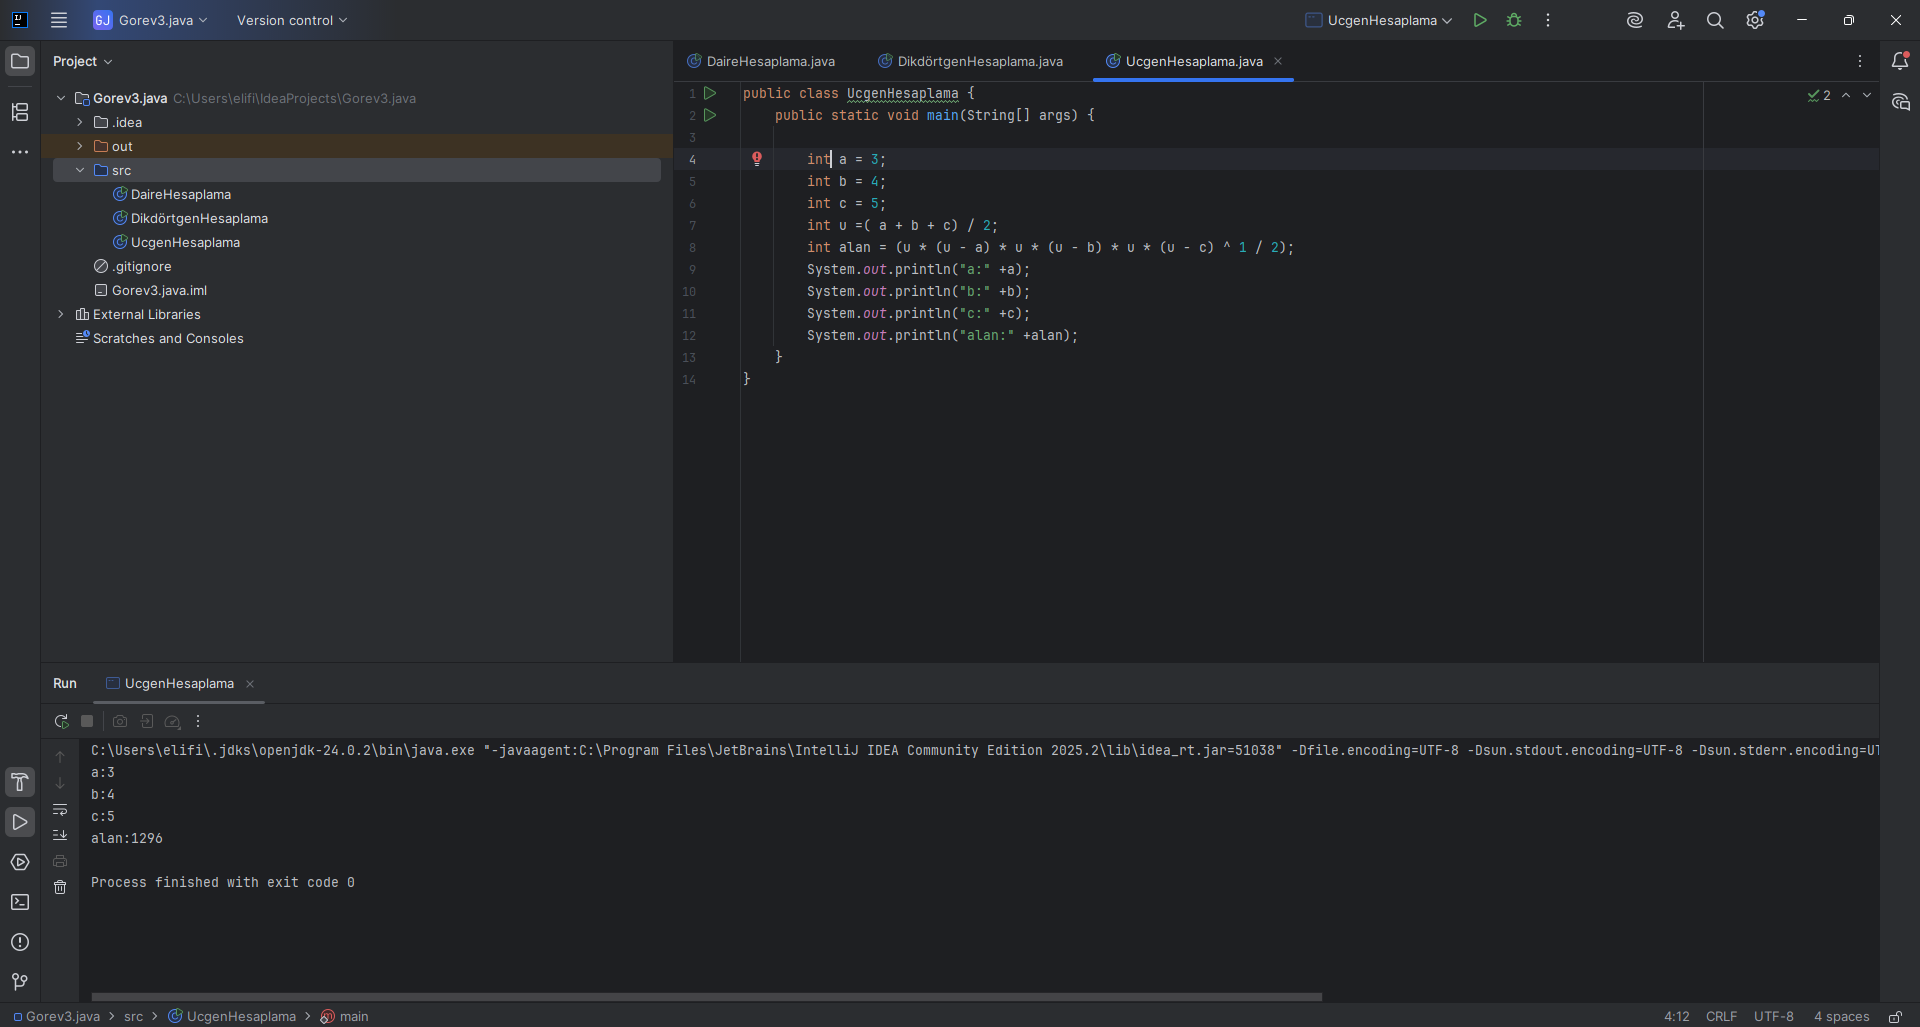 GJ Gorev3.java Version control UcgenHesaplama
Project
DaireHesaplama.java DikdörtgenHesaplama.java UcgenHesaplama.java
Gorev3.java C:\Users\elifi\IdeaProjects\Gorev3.java
.idea
out
src
DaireHesaplama
DikdörtgenHesaplama
UcgenHesaplama
.gitignore
Gorev3.java.iml
External Libraries
Scratches and Consoles
2
1 public class UcgenHesaplama {
2 public static void main(String[] args) {
3
4 int a = 3;
5 int b = 4;
6 int c = 5;
7 int u =( a + b + c) / 2;
8 int alan = (u * (u - a) * u * (u - b) * u * (u - c) ^ 1 / 2);
9 System.out.println("a:" +a);
10 System.out.println("b:" +b);
11 System.out.println("c:" +c);
12 System.out.println("alan:" +alan);
13 }
14 }
Run UcgenHesaplama
C:\Users\elifi\.jdks\openjdk-24.0.2\bin\java.exe "-javaagent:C:\Program Files\JetBrains\IntelliJ IDEA Community Edition 2025.2\lib\idea_rt.jar=51038" -Dfile.encoding=UTF-8 -Dsun.stdout.encoding=UTF-8 -Dsun.stderr.encoding=UT
a:3
b:4
c:5
alan:1296
Process finished with exit code 0
Gorev3.java src UcgenHesaplama main 4:12 CRLF UTF-8 4 spaces